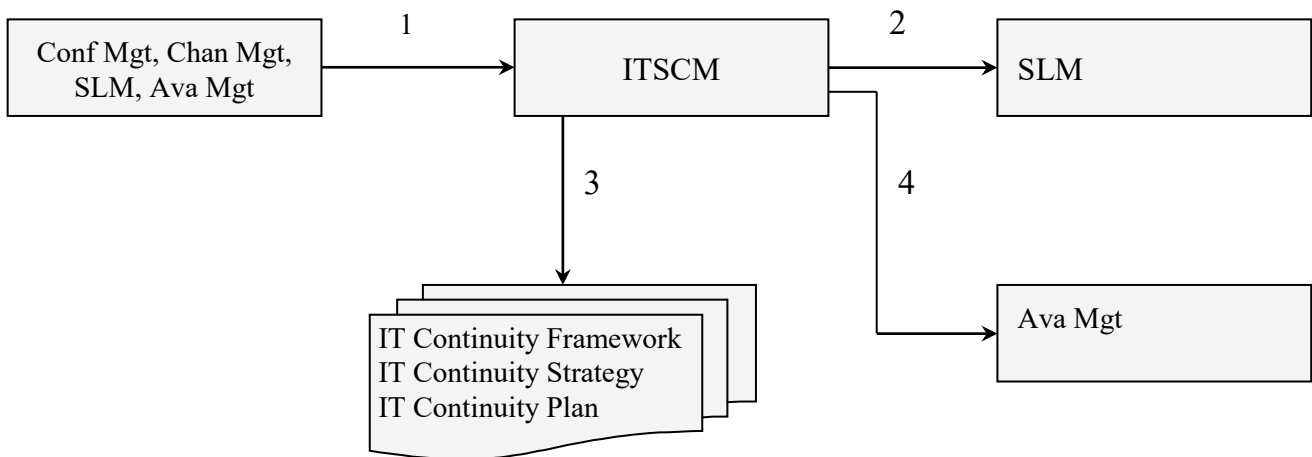 1
2
Conf Mgt, Chan Mgt,
SLM, Ava Mgt
ITSCM
SLM
3
4
IT Continuity Framework
IT Continuity Strategy
IT Continuity Plan
Ava Mgt